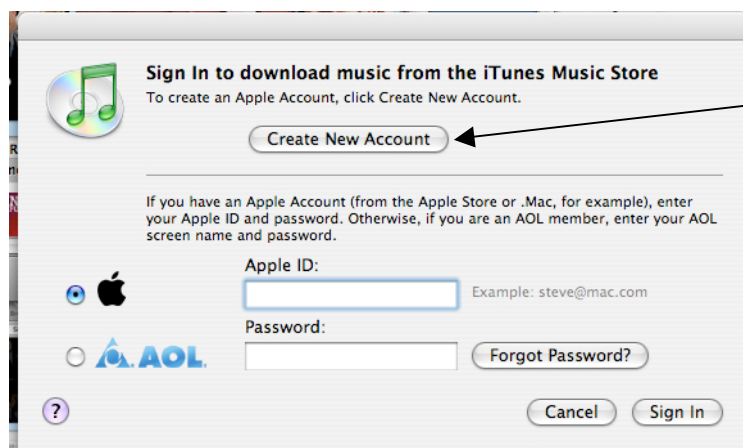 Sign In to download music from the iTunes Music Store
To create an Apple Account, click Create New Account.
Create New Account
If you have an Apple Account (from the Apple Store or .Mac, for example), enter
your Apple ID and password. Otherwise, if you are an AOL member, enter your AOL
screen name and password.
Apple ID:
Example: steve@mac.com
Password:
AOL.
Forgot Password?
?
Cancel
Sign In